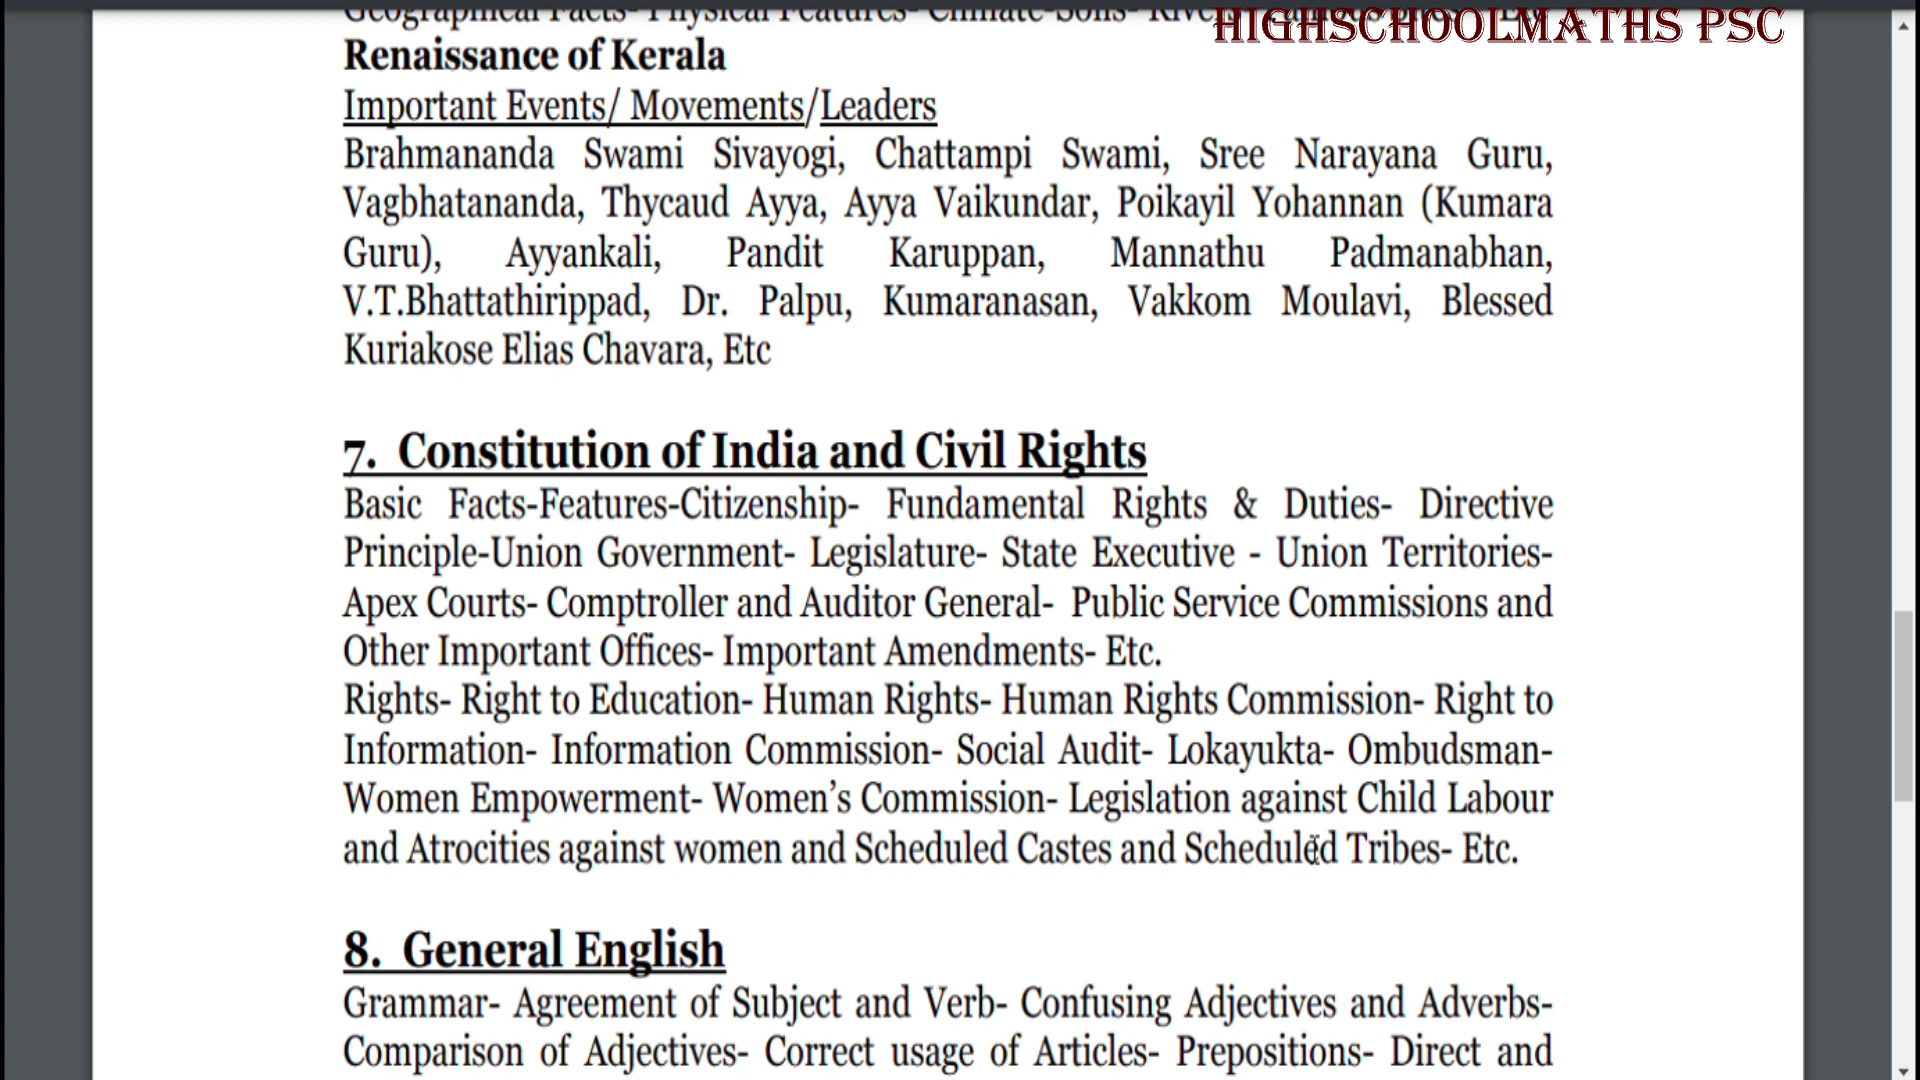 Geographical Facts- Physical Features- Climate-Soils-
HIGHSCHOOLMATHS PSC
Renaissance of Kerala
Important Events/ Movements/Leaders
Brahmananda Swami Sivayogi, Chattampi Swami, Sree Narayana Guru,
Vagbhatananda, Thycaud Ayya, Ayya Vaikundar, Poikayil Yohannan (Kumara
Guru), Ayyankali, Pandit Karuppan, Mannathu Padmanabhan,
V.T.Bhattathirippad, Dr. Palpu, Kumaranasan, Vakkom Moulavi, Blessed
Kuriakose Elias Chavara, Etc
7. Constitution of India and Civil Rights
Basic Facts-Features-Citizenship- Fundamental Rights & Duties- Directive
Principle-Union Government- Legislature- State Executive - Union Territories-
Apex Courts- Comptroller and Auditor General- Public Service Commissions and
Other Important Offices- Important Amendments- Etc.
Rights- Right to Education- Human Rights- Human Rights Commission- Right to
Information- Information Commission- Social Audit- Lokayukta- Ombudsman-
Women Empowerment- Women’s Commission- Legislation against Child Labour
and Atrocities against women and Scheduled Castes and Scheduled Tribes- Etc.
8. General English
Grammar- Agreement of Subject and Verb- Confusing Adjectives and Adverbs-
Comparison of Adjectives- Correct usage of Articles- Prepositions- Direct and